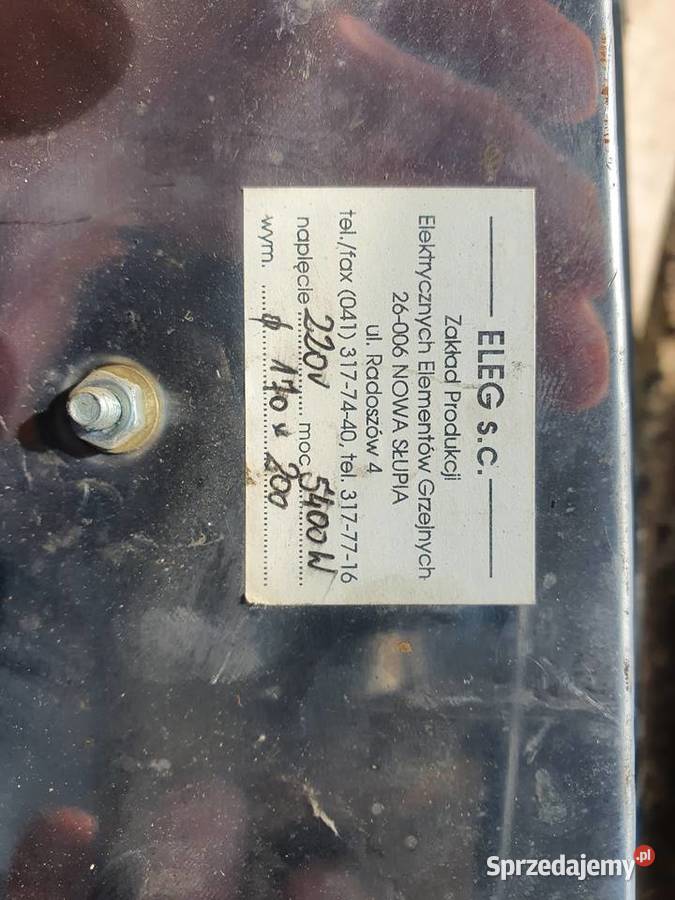 ELEG s.c.
Zakład Produkcji
Elektrycznych Elementów Grzejnych
26-006 NOWA SŁUPIA
ul. Radoszów 4
tel./fax (041) 317-74-40, tel. 317-77-16
napięcie 220V moc 5400W
wym. ϕ 170 x 200
Sprzedajemy.pl